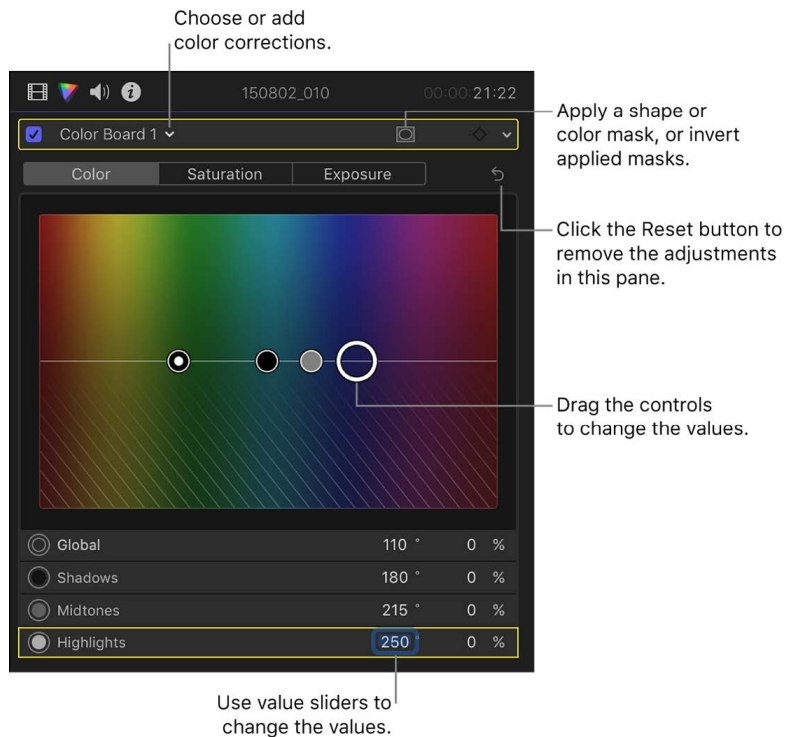 Choose or add
color corrections.
150802_010
00:00:21:22
Color Board 1
Apply a shape or
color mask, or invert
applied masks.
Color Saturation Exposure
Click the Reset button to
remove the adjustments
in this pane.
Drag the controls
to change the values.
Global 110 ° 0 %
Shadows 180 ° 0 %
Midtones 215 ° 0 %
Highlights 250 ° 0 %
Use value sliders to
change the values.